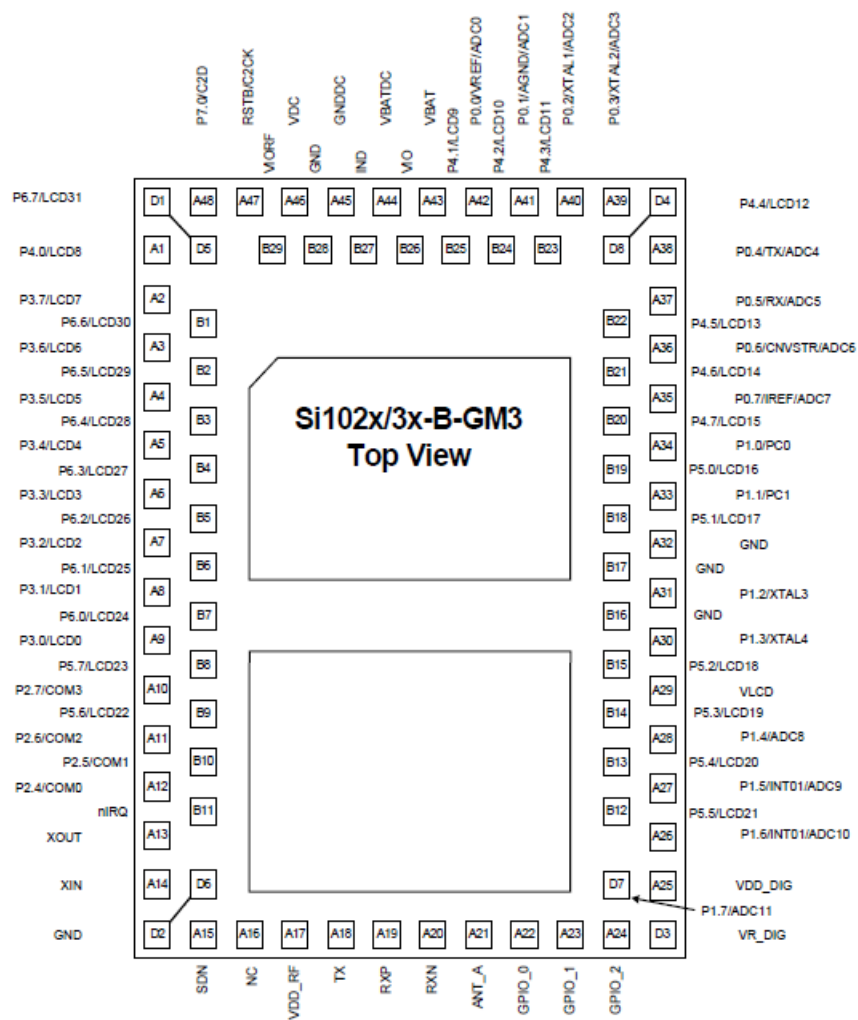 P7.0/C2D
RSTB/C2CK
VIORF
VDC
GND
GNDDC
IND
VBATDC
VIO
VBAT
P4.1/LCD9
P0.0/VREF/ADC0
P4.2/LCD10
P0.1/AGND/ADC1
P4.3/LCD11
P0.2/XTAL1/ADC2
P0.3/XTAL2/ADC3
P6.7/LCD31 D1 A48 A47 A46 A45 A44 A43 A42 A41 A40 A39 D4 P4.4/LCD12
P4.0/LCD8 A1 D5 B29 B28 B27 B26 B25 B24 B23 D8 A38 P0.4/TX/ADC4
P3.7/LCD7 A2 A37 P0.5/RX/ADC5
P6.6/LCD30 B1 B22 P4.5/LCD13
P3.6/LCD6 A3 A36 P0.6/CNVSTR/ADC6
P6.5/LCD29 B2 B21 P4.6/LCD14
P3.5/LCD5 A4 A35 P0.7/IREF/ADC7
Si102x/3x-B-GM3
P6.4/LCD28 B3 B20 P4.7/LCD15
P3.4/LCD4 A5 A34 P1.0/PC0
Top View
P6.3/LCD27 B4 B19 P5.0/LCD16
P3.3/LCD3 A6 A33 P1.1/PC1
P6.2/LCD26 B5 B18 P5.1/LCD17
P3.2/LCD2 A7 A32 GND
P6.1/LCD25 B6 B17 GND
P3.1/LCD1 A8 A31 P1.2/XTAL3
P6.0/LCD24 B7 B16 GND
P3.0/LCD0 A9 A30 P1.3/XTAL4
P5.7/LCD23 B8 B15 P5.2/LCD18
P2.7/COM3 A10 A29 VLCD
P5.6/LCD22 B9 B14 P5.3/LCD19
P2.6/COM2 A11 A28 P1.4/ADC8
P2.5/COM1 B10 B13 P5.4/LCD20
P2.4/COM0 A12 A27 P1.5/INT01/ADC9
nIRQ B11 B12 P5.5/LCD21
XOUT A13 A26 P1.6/INT01/ADC10
XIN A14 D6 D7 A25 VDD_DIG
P1.7/ADC11
GND D2 A15 A16 A17 A18 A19 A20 A21 A22 A23 A24 D3 VR_DIG
SDN
NC
VDD_RF
TX
RXP
RXN
ANT_A
GPIO_0
GPIO_1
GPIO_2